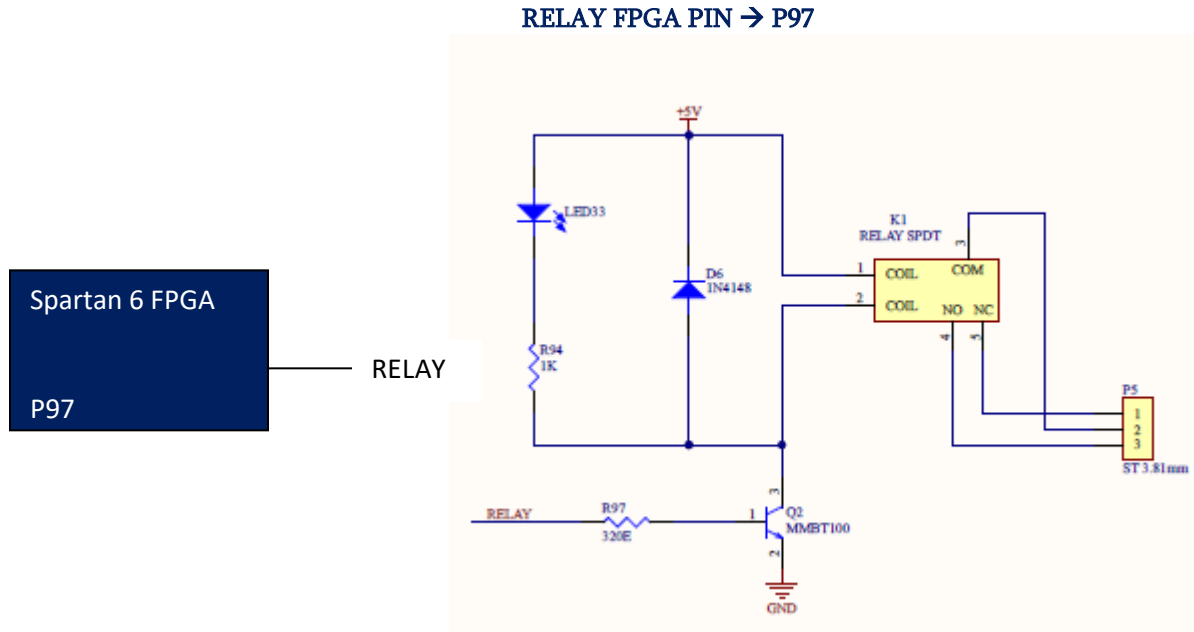 RELAY FPGA PIN → P97
+5V
LED33
K1
RELAY SPDT
3
1
COIL
COM
D6
1N4148
2
COIL
NO NC
4
5
Spartan 6 FPGA
R94
1K
RELAY
P97
P5
1
2
3
ST 3.81mm
3
RELAY
R97
320E
1
Q2
MMBT100
2
GND